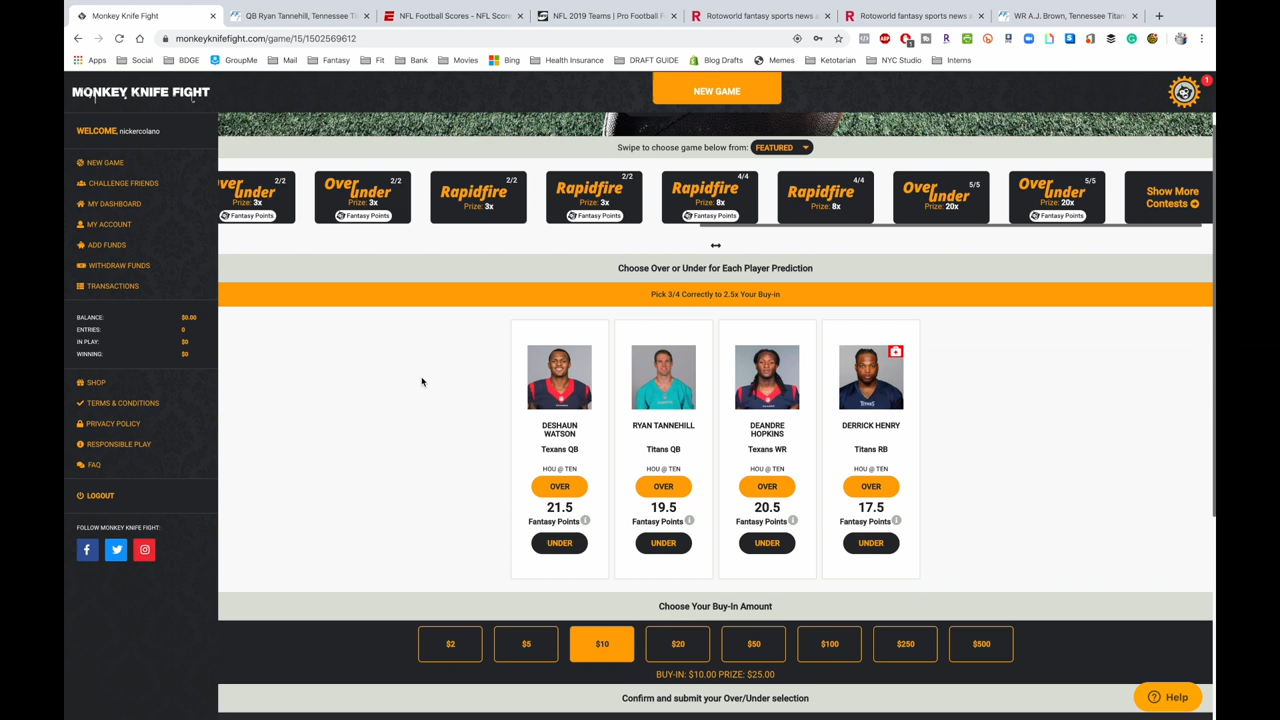 Monkey Knife Fight
QB Ryan Tannehill, Tennessee Ti
NFL Football Scores - NFL Scor
NFL 2019 Teams | Pro Football F
Rotoworld fantasy sports news a
Rotoworld fantasy sports news a
WR A.J. Brown, Tennessee Titan
monkeyknifefight.com/game/15/1502569612
Apps Social BDGE GroupMe Mail Fantasy Fit Bank Movies Bing Health Insurance DRAFT GUIDE Blog Drafts Ketotarian NYC Studio Memes Interns
MONKEY KNIFE FIGHT
NEW GAME
1
WELCOME, nickercolano
NEW GAME
CHALLENGE FRIENDS
MY DASHBOARD
MY ACCOUNT
ADD FUNDS
WITHDRAW FUNDS
TRANSACTIONS
BALANCE: $0.00
ENTRIES: 0
IN PLAY: $0
WINNING: $0
SHOP
TERMS & CONDITIONS
PRIVACY POLICY
RESPONSIBLE PLAY
FAQ
LOGOUT
FOLLOW MONKEY KNIFE FIGHT:
Swipe to choose game below from: FEATURED
ver under 2/2
Prize: 3x
Fantasy Points
Over under 2/2
Prize: 3x
Fantasy Points
Rapidfire 2/2
Prize: 3x
Rapidfire 2/2
Prize: 3x
Fantasy Points
Rapidfire 4/4
Prize: 8x
Fantasy Points
Rapidfire 4/4
Prize: 8x
Over under 5/5
Prize: 20x
Over under 5/5
Prize: 20x
Fantasy Points
Show More
Contests
Choose Over or Under for Each Player Prediction
Pick 3/4 Correctly to 2.5x Your Buy-in
DESHAUN
WATSON
Texans QB
HOU @ TEN
OVER
21.5
Fantasy Points
UNDER
RYAN TANNEHILL
Titans QB
HOU @ TEN
OVER
19.5
Fantasy Points
UNDER
DEANDRE
HOPKINS
Texans WR
HOU @ TEN
OVER
20.5
Fantasy Points
UNDER
DERRICK HENRY
Titans RB
HOU @ TEN
OVER
17.5
Fantasy Points
UNDER
Choose Your Buy-In Amount
$2 $5 $10 $20 $50 $100 $250 $500
BUY-IN: $10.00 PRIZE: $25.00
Confirm and submit your Over/Under selection
Help